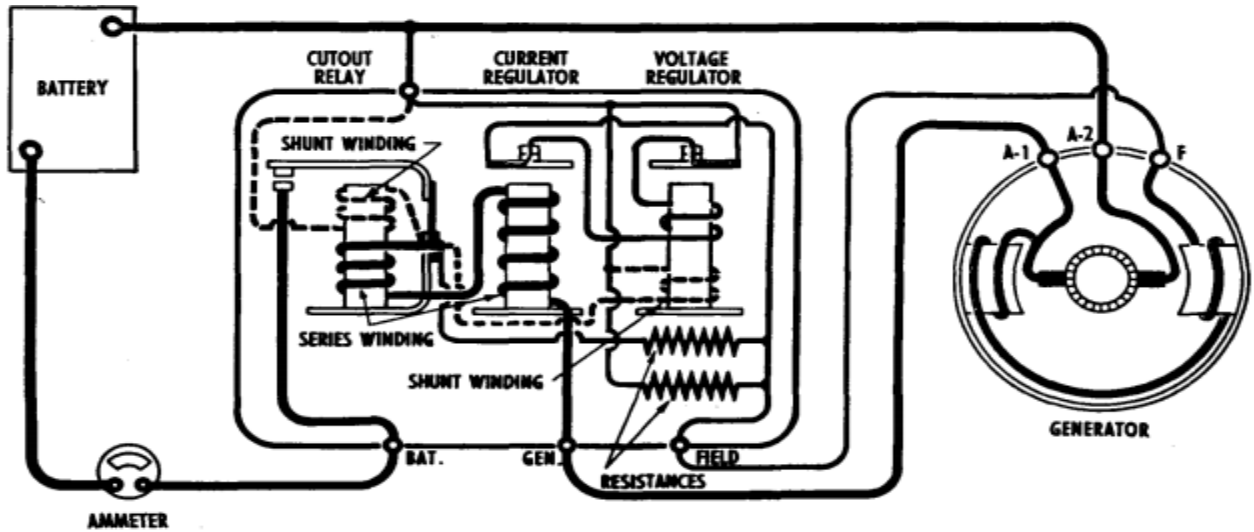 BATTERY
CUTOUT
RELAY
CURRENT
REGULATOR
VOLTAGE
REGULATOR
SHUNT WINDING
A-1
A-2
F
SERIES WINDING
SHUNT WINDING
GENERATOR
BAT.
GEN.
FIELD
RESISTANCES
AMMETER